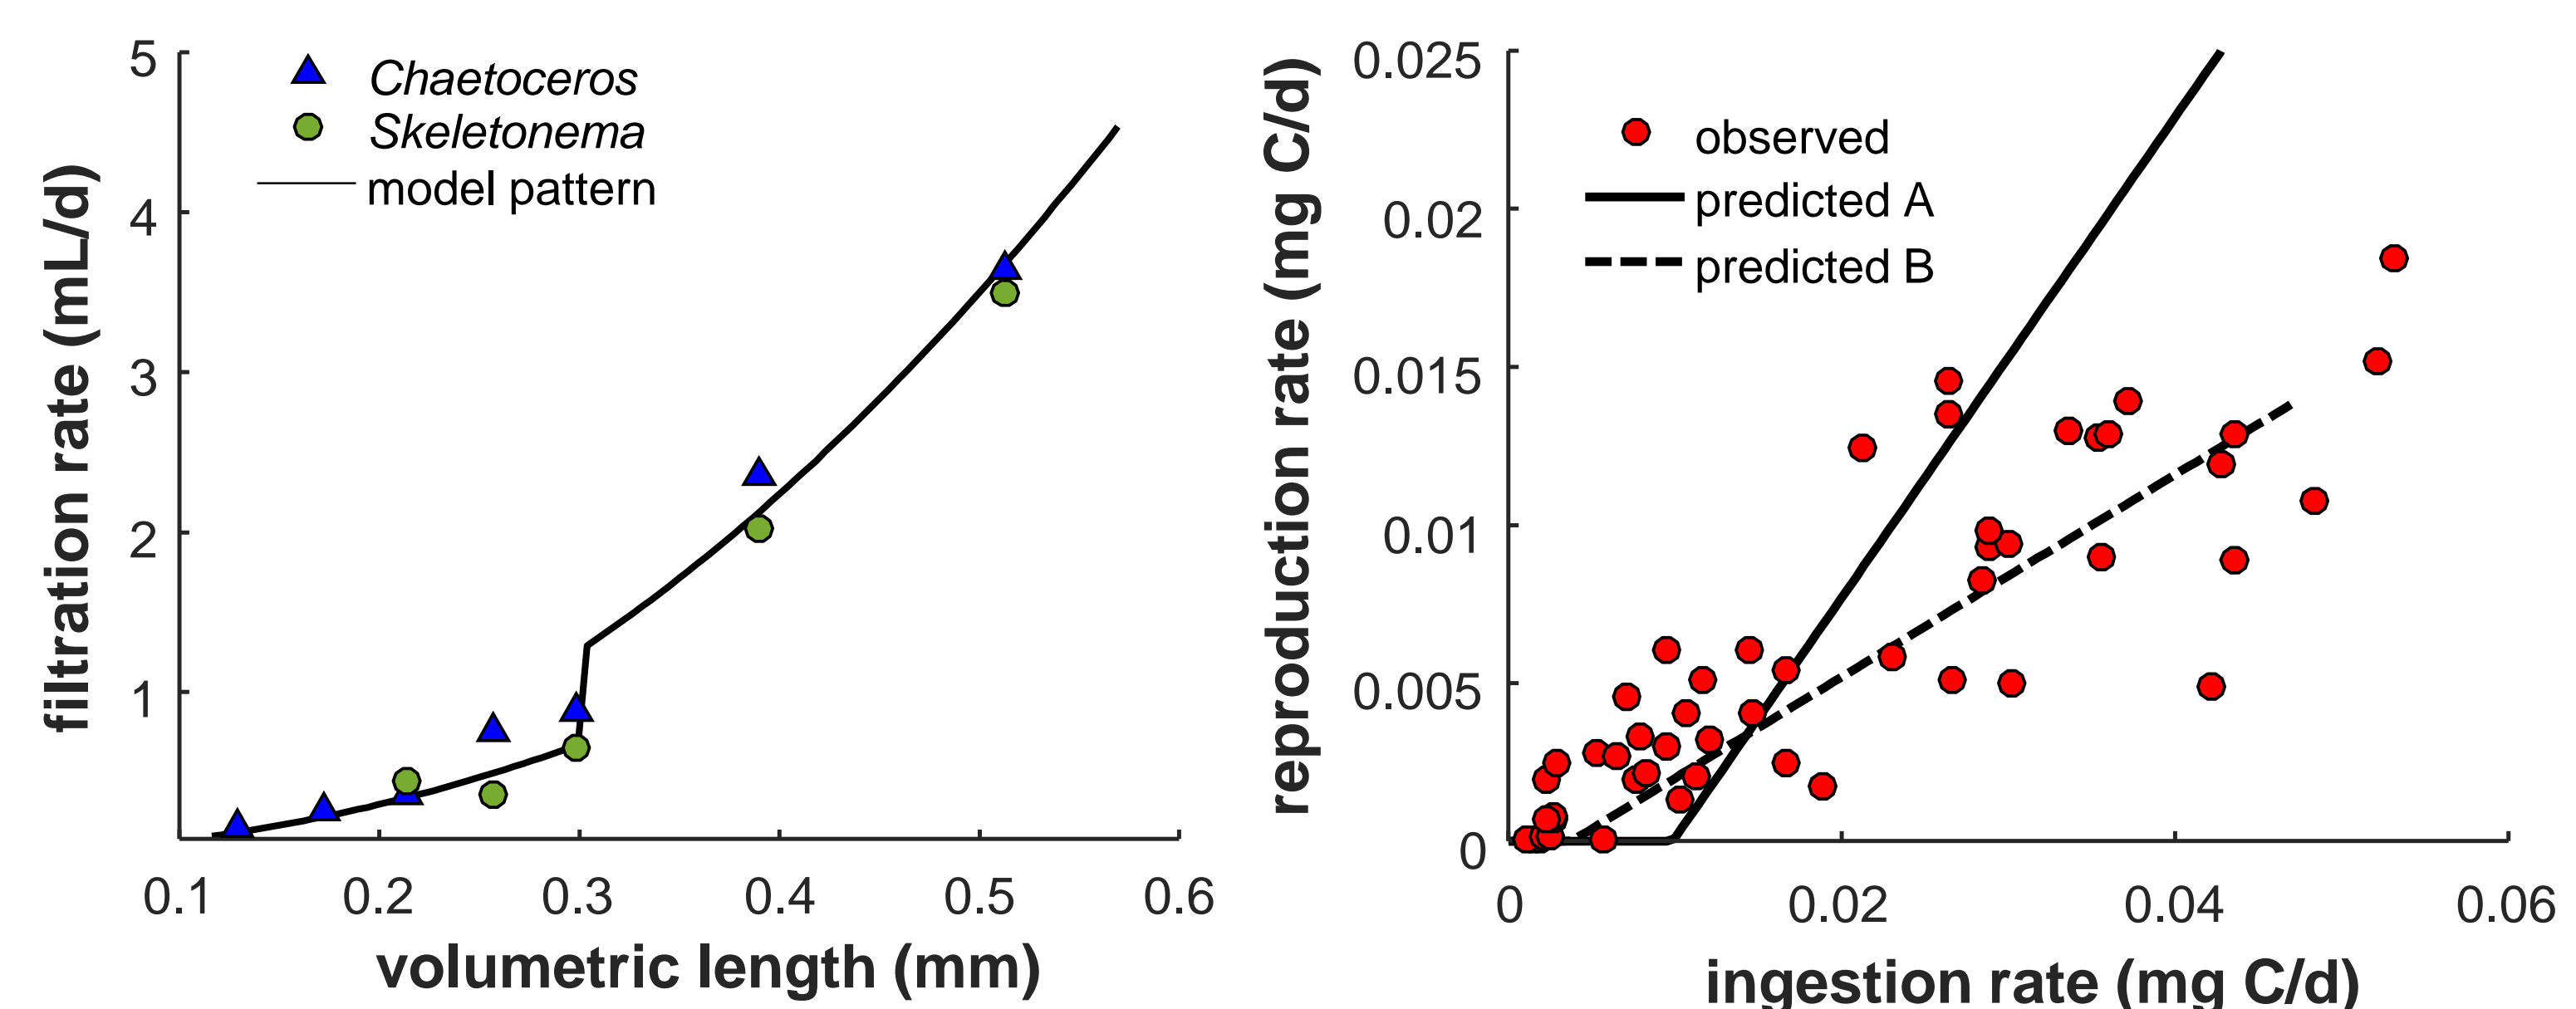 5
4
3
2
1
0.1 0.2 0.3 0.4 0.5 0.6
filtration rate (mL/d)
volumetric length (mm)
Chaetoceros
Skeletonema
model pattern
0.025
0.02
0.015
0.01
0.005
0
0 0.02 0.04 0.06
reproduction rate (mg C/d)
ingestion rate (mg C/d)
observed
predicted A
predicted B